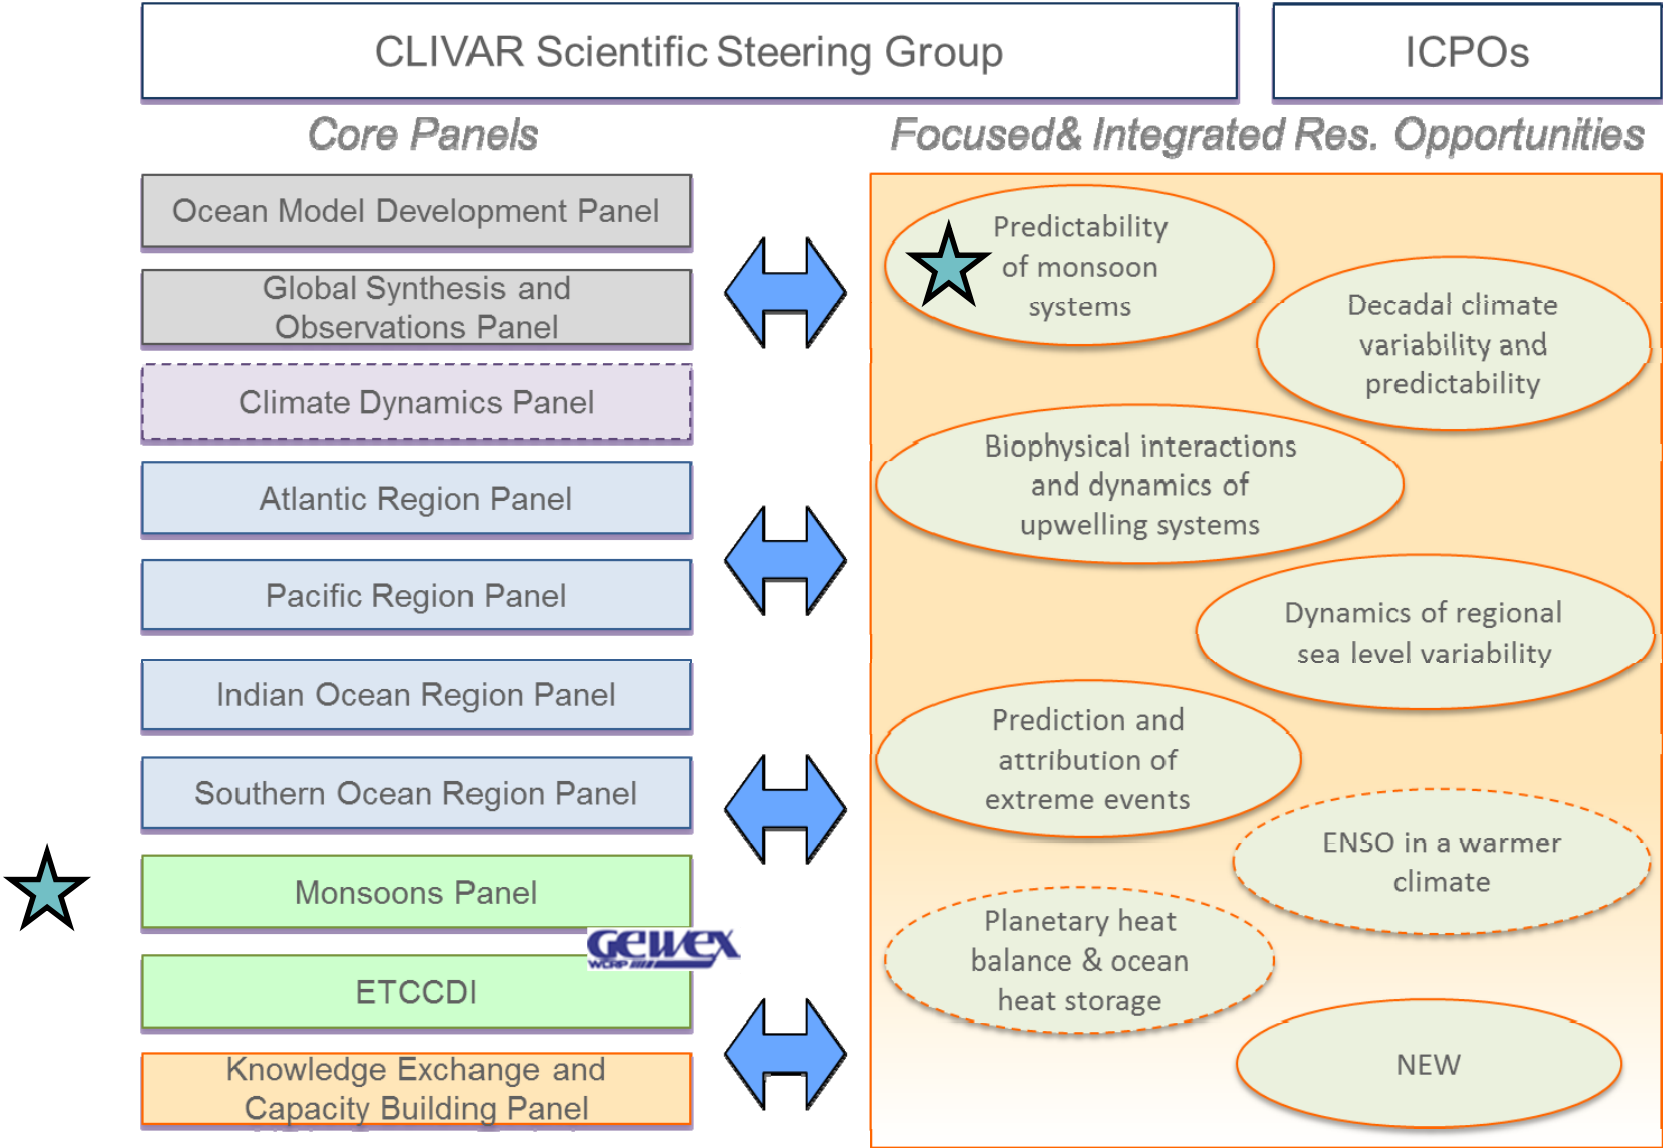 CLIVAR Scientific Steering Group
ICPOs
Core Panels
Focused& Integrated Res. Opportunities
Ocean Model Development Panel
Global Synthesis and
Observations Panel
Climate Dynamics Panel
Atlantic Region Panel
Pacific Region Panel
Indian Ocean Region Panel
Southern Ocean Region Panel
Monsoons Panel
GEWEX
WCRP
ETCCDI
Knowledge Exchange and
Capacity Building Panel
Predictability
of monsoon
systems
Decadal climate
variability and
predictability
Biophysical interactions
and dynamics of
upwelling systems
Dynamics of regional
sea level variability
Prediction and
attribution of
extreme events
ENSO in a warmer
climate
Planetary heat
balance & ocean
heat storage
NEW